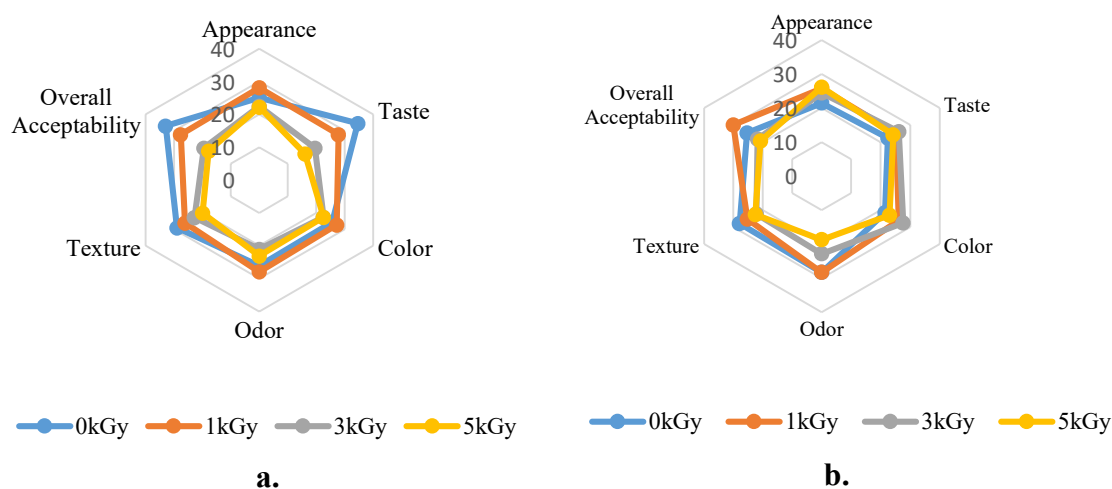 Appearance
40
30
20
10
0
Taste
Color
Odor
Texture
Overall
Acceptability
0kGy 1kGy 3kGy 5kGy
a.
Appearance
40
30
20
10
0
Taste
Color
Odor
Texture
Overall
Acceptability
0kGy 1kGy 3kGy 5kGy
b.